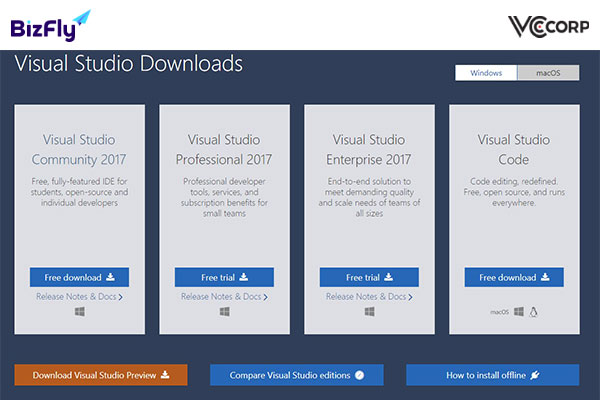 BizFly
VCCORP
Visual Studio Downloads
Windows
macOS
Visual Studio
Community 2017
Free, fully-featured IDE for
students, open-source and
individual developers
Free download
Release Notes & Docs
Visual Studio
Professional 2017
Professional developer
tools, services, and
subscription benefits for
small teams
Free trial
Release Notes & Docs
Visual Studio
Enterprise 2017
End-to-end solution to
meet demanding quality
and scale needs of teams of
all sizes
Free trial
Release Notes & Docs
Visual Studio
Code
Code editing, redefined.
Free, open source, and runs
everywhere.
Free download
macOS
Download Visual Studio Preview
Compare Visual Studio editions
How to install offline